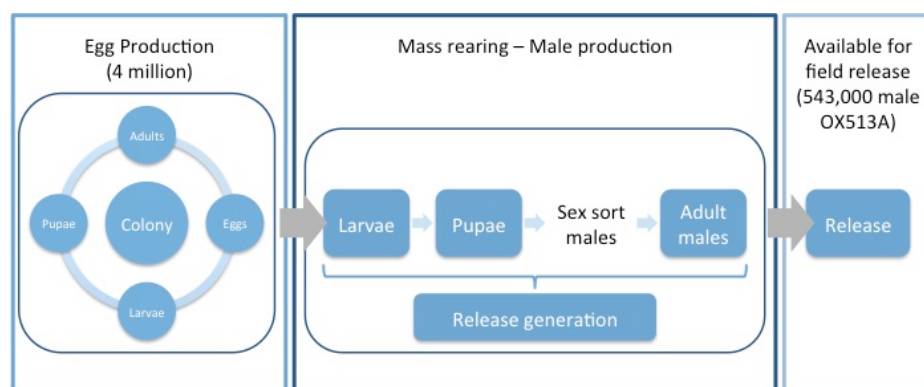 Egg Production
(4 million)
Adults
Pupae
Colony
Eggs
Larvae
Mass rearing – Male production
Larvae
Pupae
Sex sort
males
Adult
males
Release generation
Available for
field release
(543,000 male
OX513A)
Release